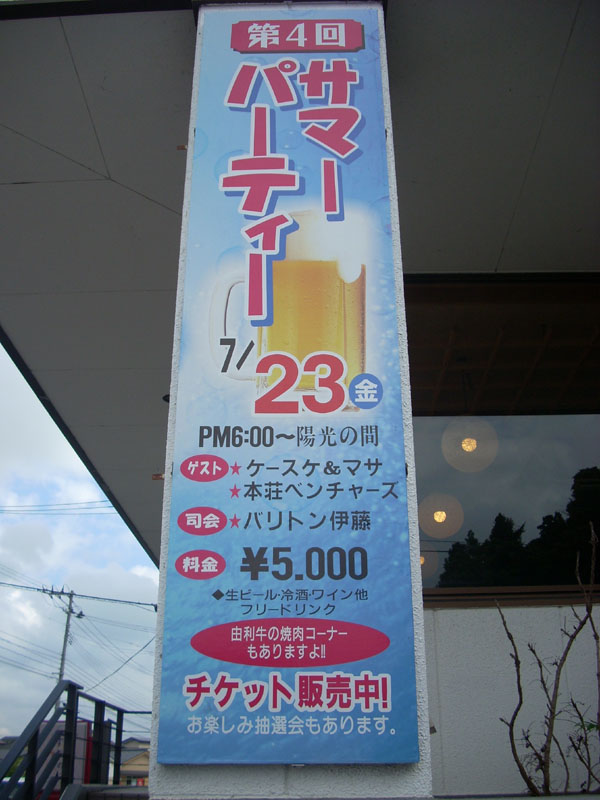 第4回
サマー
パーティー
7/23金
PM6:00〜陽光の間
ゲスト★ケースケ&マサ
★本荘ベンチャーズ
司会★バリトン伊藤
料金 ¥5.000
◆生ビール・冷酒・ワイン他
フリードリンク
由利牛の焼肉コーナー
もありますよ!!
チケット販売中!
お楽しみ抽選会もあります。